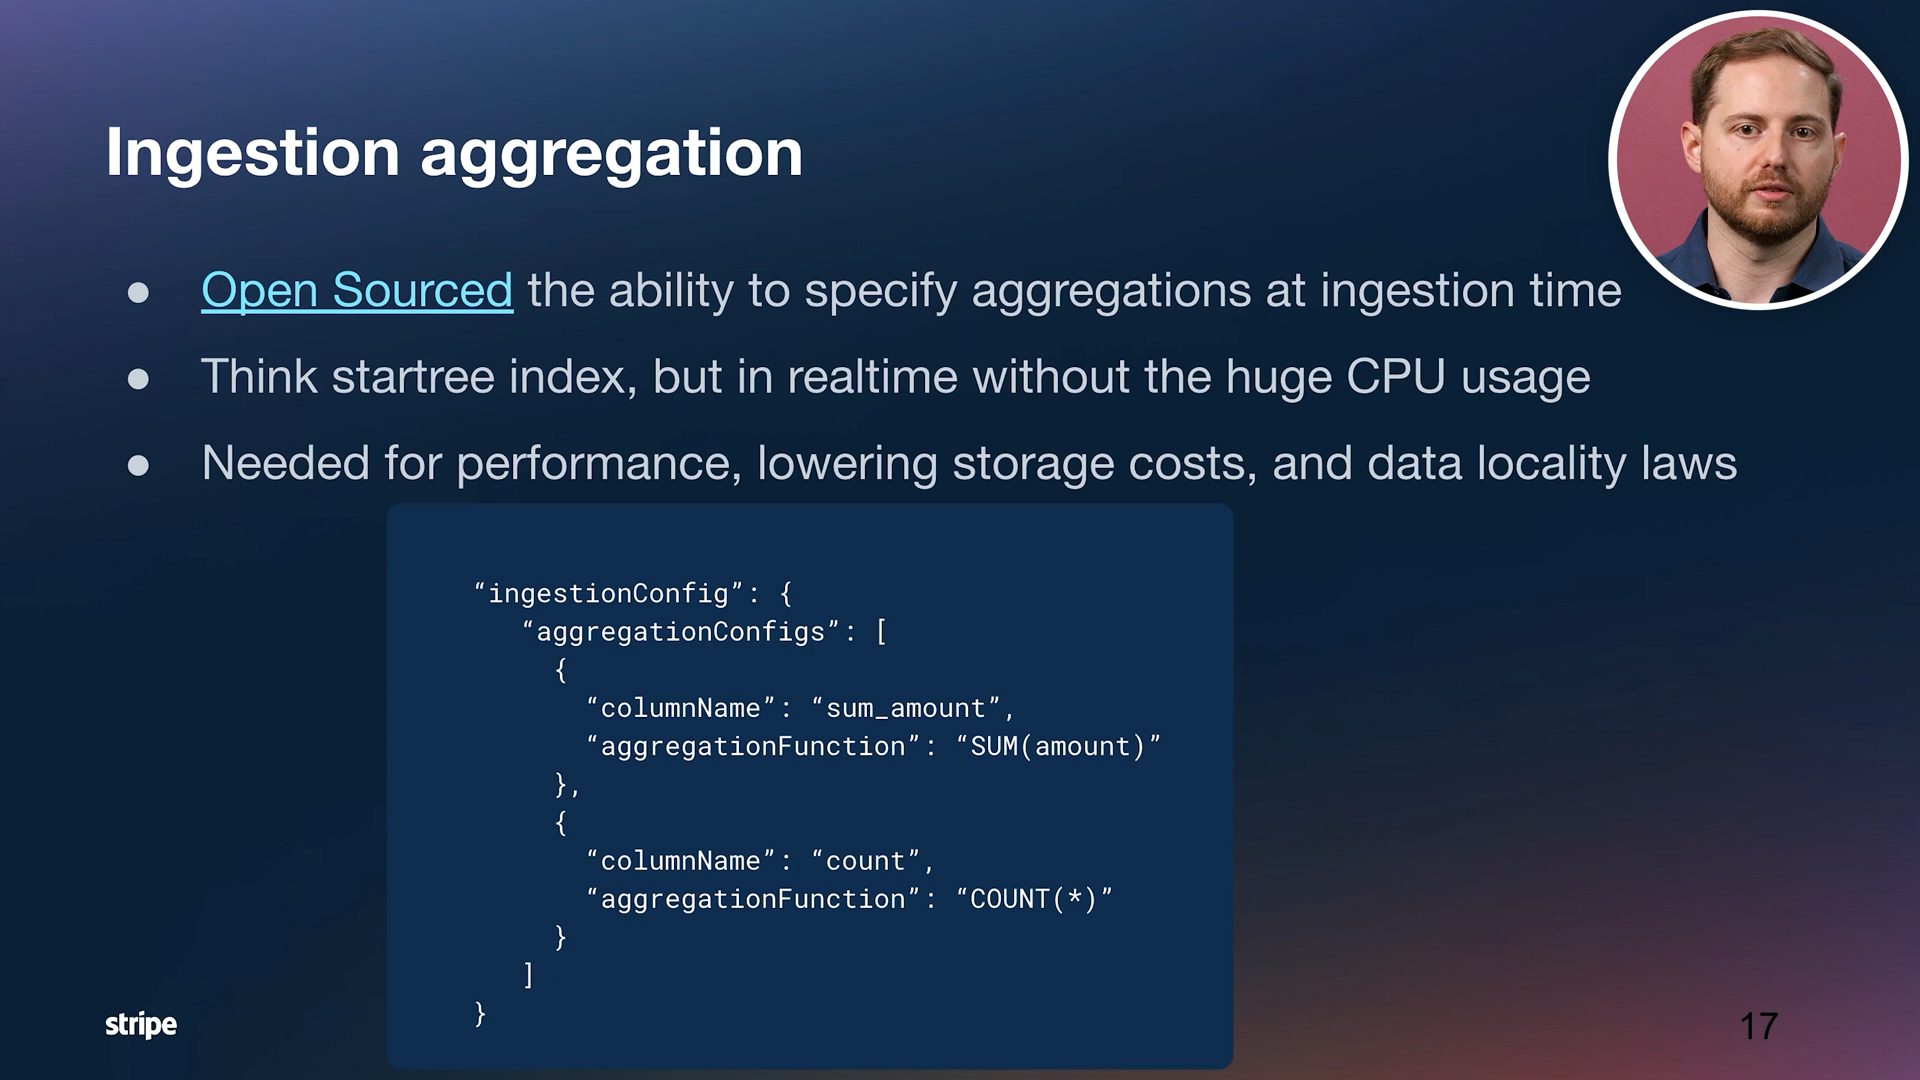 Ingestion aggregation
● Open Sourced the ability to specify aggregations at ingestion time
● Think startree index, but in realtime without the huge CPU usage
● Needed for performance, lowering storage costs, and data locality laws
“ingestionConfig”: {
“aggregationConfigs”: [
{
“columnName”: “sum_amount”,
“aggregationFunction”: “SUM(amount)”
},
{
“columnName”: “count”,
“aggregationFunction”: “COUNT(*)”
}
]
}
stripe
17